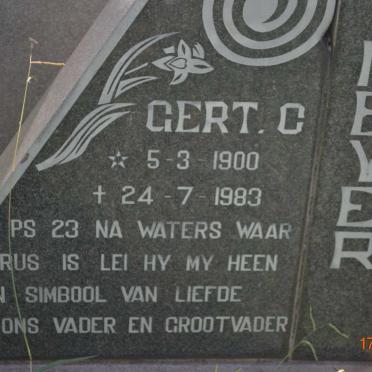 GERT. C
☆ 5-3-1900
✝ 24-7-1983
PS 23 NA WATERS WAAR
RUS IS LEI HY MY HEEN
N SIMBOOL VAN LIEFDE
ONS VADER EN GROOTVADER
17